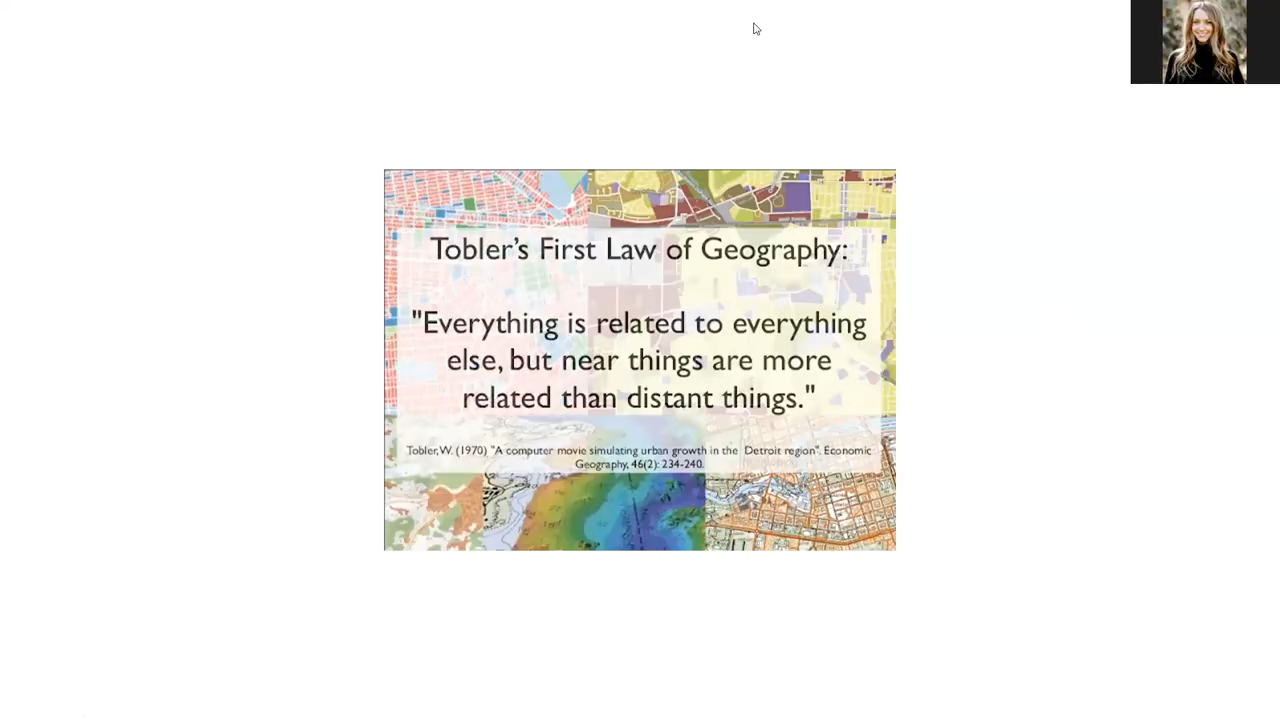 Tobler's First Law of Geography:
"Everything is related to everything
else, but near things are more
related than distant things."
Tobler, W. (1970) "A computer movie simulating urban growth in the Detroit region". Economic
Geography, 46(2): 234-240.